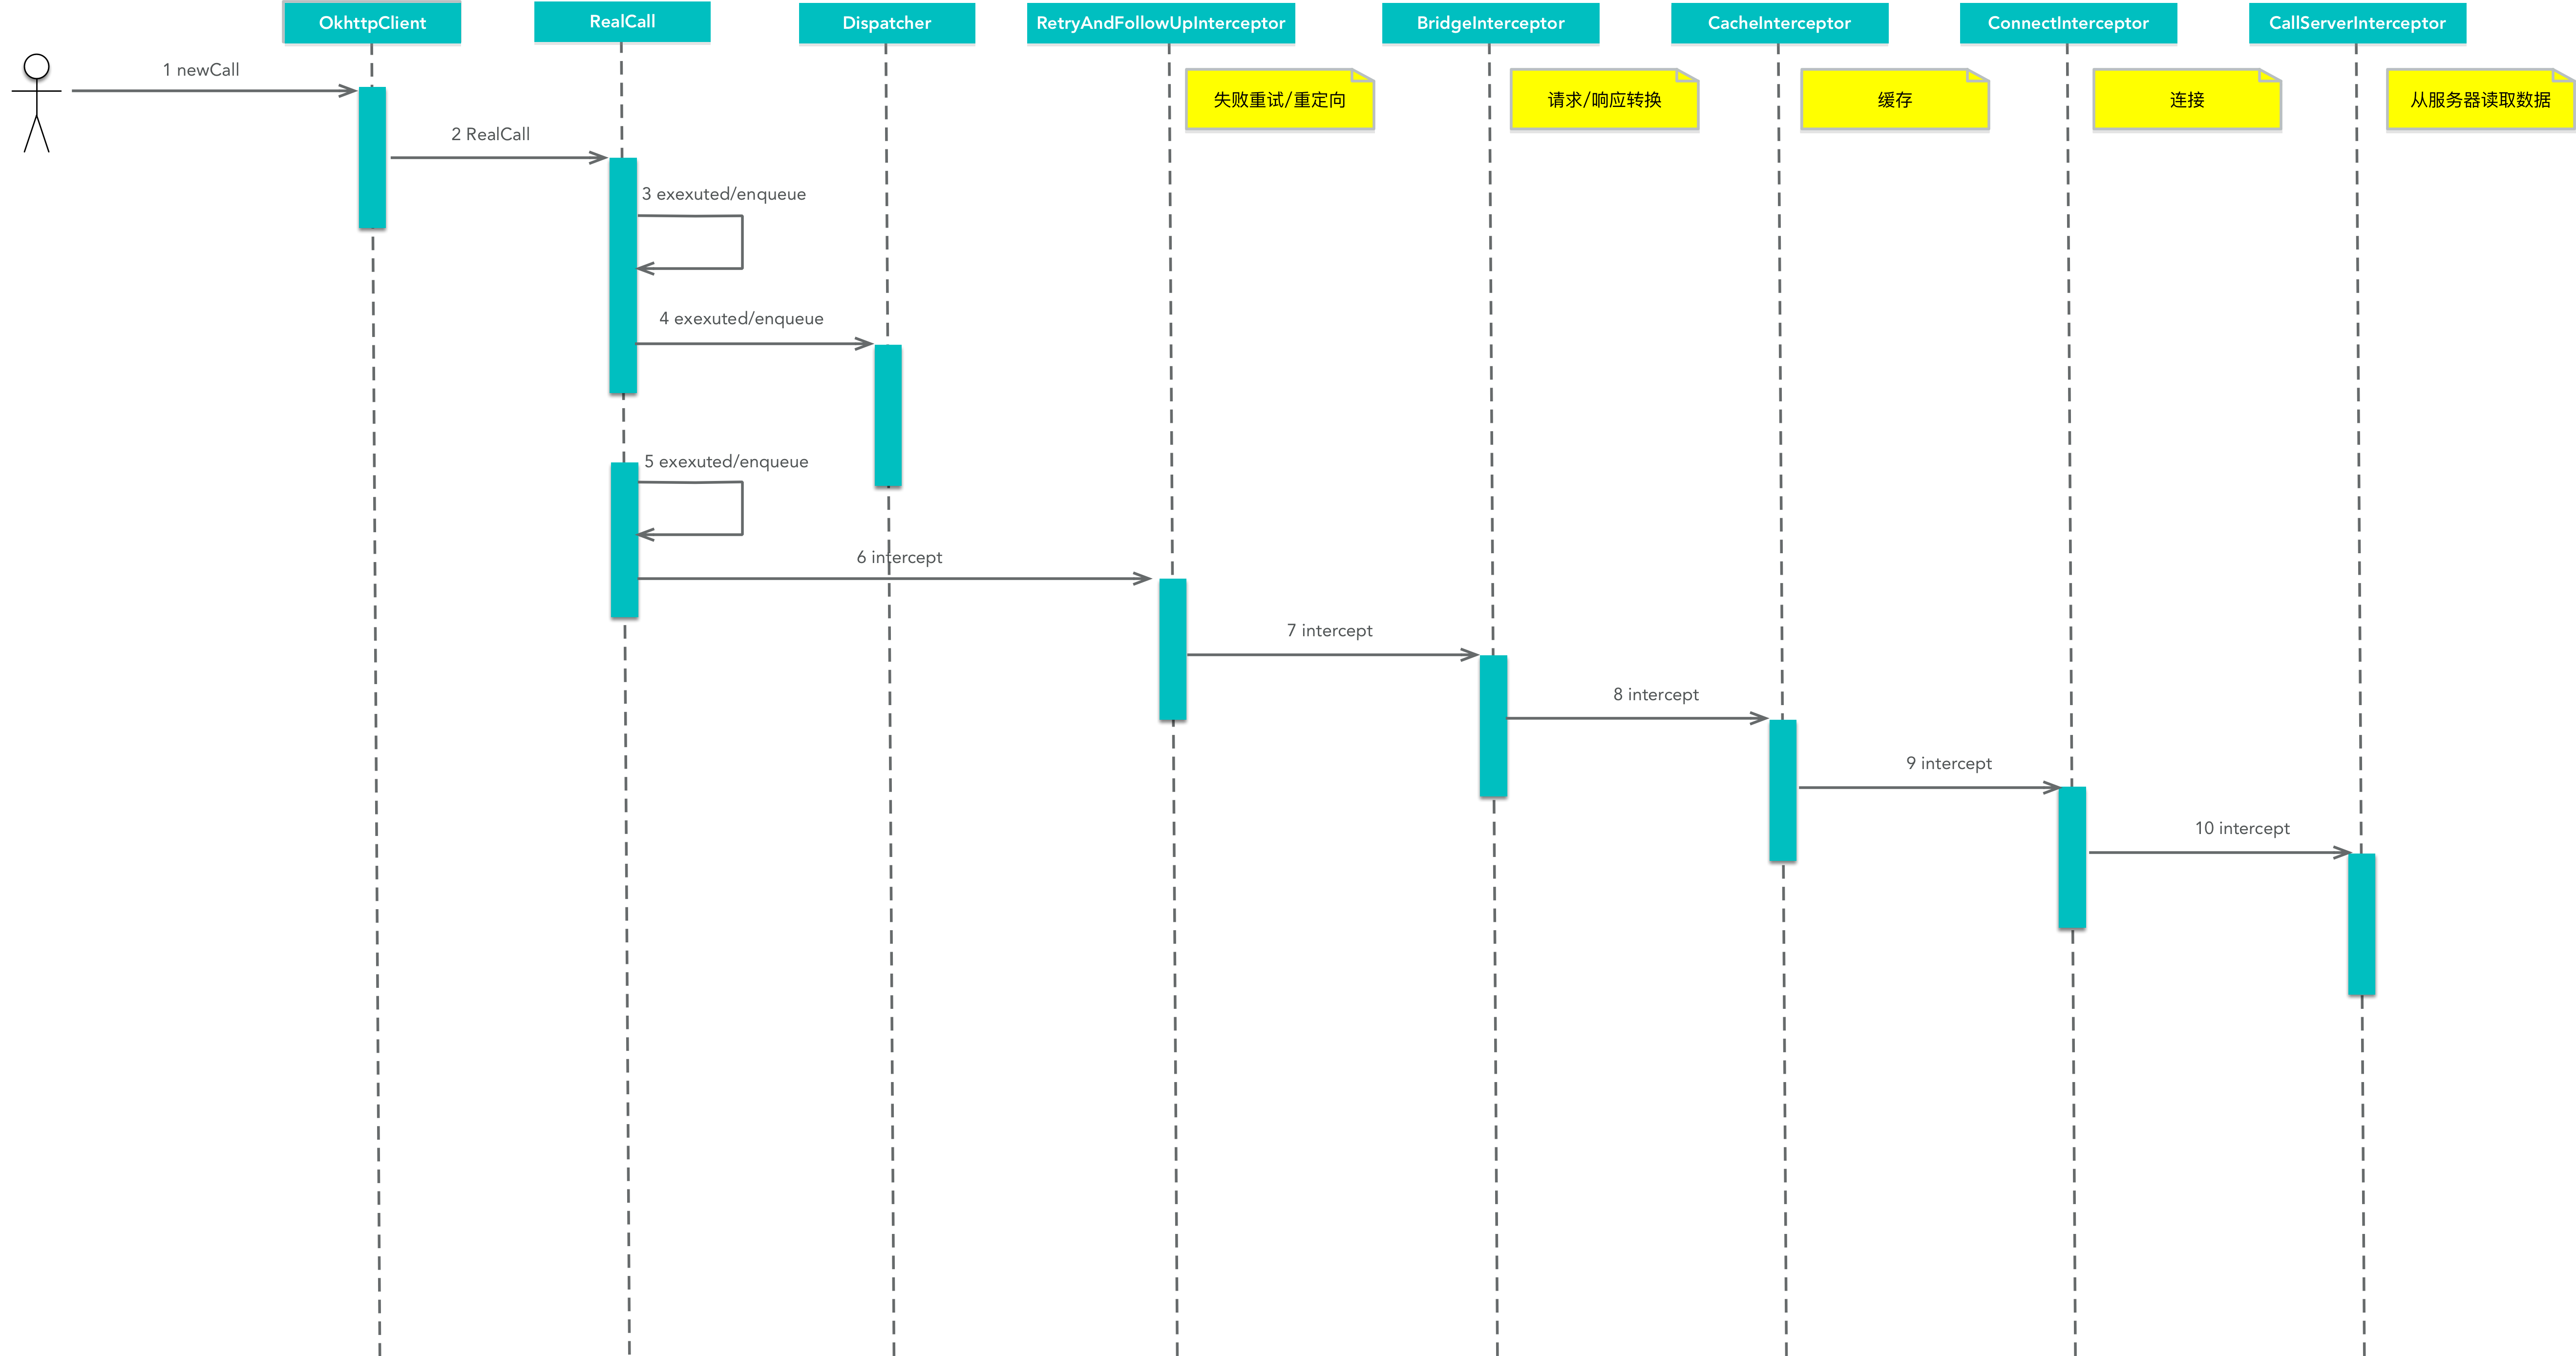 OkhttpClient
RealCall
Dispatcher
RetryAndFollowUpInterceptor
BridgeInterceptor
CacheInterceptor
ConnectInterceptor
CallServerInterceptor
失败重试/重定向
请求/响应转换
缓存
连接
从服务器读取数据
1 newCall
2 RealCall
3 exexuted/enqueue
4 exexuted/enqueue
5 exexuted/enqueue
6 intercept
7 intercept
8 intercept
9 intercept
10 intercept